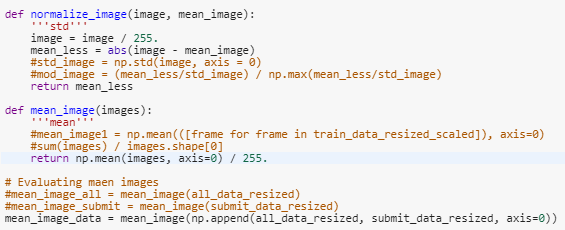 def normalize_image(image, mean_image):
    '''std'''
    image = image / 255.
    mean_less = abs(image - mean_image)
    #std_image = np.std(image, axis = 0)
    #mod_image = (mean_less/std_image) / np.max(mean_less/std_image)
    return mean_less
def mean_image(images):
    '''mean'''
    #mean_image1 = np.mean(([frame for frame in train_data_resized_scaled]), axis=0)
    #sum(images) / images.shape[0]
    return np.mean(images, axis=0) / 255.
# Evaluating maen images
#mean_image_all = mean_image(all_data_resized)
#mean_image_submit = mean_image(submit_data_resized)
mean_image_data = mean_image(np.append(all_data_resized, submit_data_resized, axis=0))